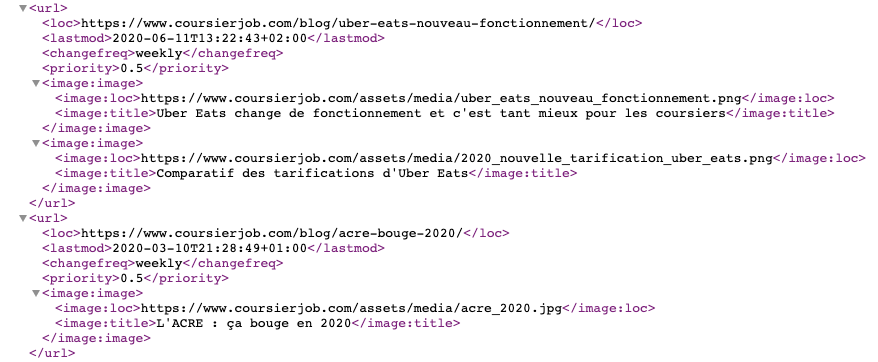 <url>
<loc>https://www.coursierjob.com/blog/uber-eats-nouveau-fonctionnement/</loc>
<lastmod>2020-06-11T13:22:43+02:00</lastmod>
<changefreq>weekly</changefreq>
<priority>0.5</priority>
<image:image>
<image:loc>https://www.coursierjob.com/assets/media/uber_eats_nouveau_fonctionnement.png</image:loc>
<image:title>Uber Eats change de fonctionnement et c'est tant mieux pour les coursiers</image:title>
</image:image>
<image:image>
<image:loc>https://www.coursierjob.com/assets/media/2020_nouvelle_tarification_uber_eats.png</image:loc>
<image:title>Comparatif des tarifications d'Uber Eats</image:title>
</image:image>
</url>
<url>
<loc>https://www.coursierjob.com/blog/acre-bouge-2020/</loc>
<lastmod>2020-03-10T21:28:49+01:00</lastmod>
<changefreq>weekly</changefreq>
<priority>0.5</priority>
<image:image>
<image:loc>https://www.coursierjob.com/assets/media/acre_2020.jpg</image:loc>
<image:title>L'ACRE : ça bouge en 2020</image:title>
</image:image>
</url>